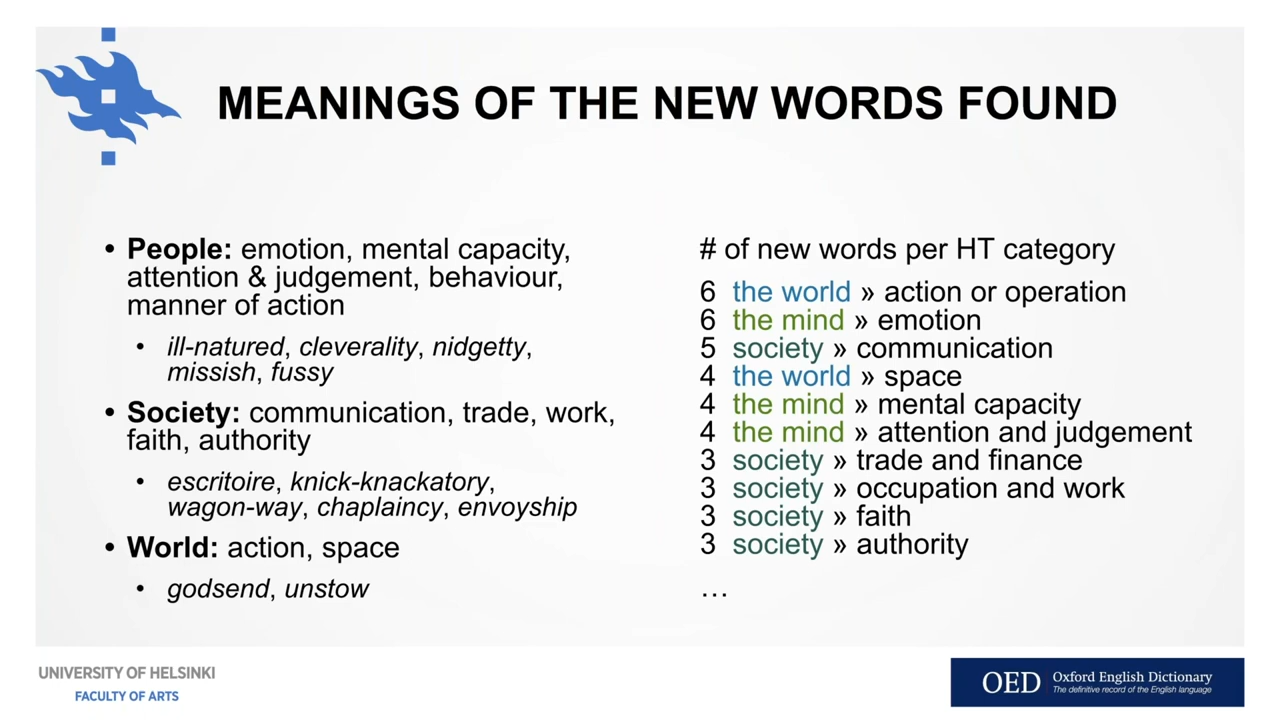 MEANINGS OF THE NEW WORDS FOUND
• People: emotion, mental capacity,
attention & judgement, behaviour,
manner of action
• ill-natured, cleverality, nidgetty,
missish, fussy
• Society: communication, trade, work,
faith, authority
• escritoire, knick-knackatory,
wagon-way, chaplaincy, envoyship
• World: action, space
• godsend, unstow
# of new words per HT category
6 the world » action or operation
6 the mind » emotion
5 society » communication
4 the world » space
4 the mind » mental capacity
4 the mind » attention and judgement
3 society » trade and finance
3 society » occupation and work
3 society » faith
3 society » authority
…
UNIVERSITY OF HELSINKI
FACULTY OF ARTS
OED Oxford English Dictionary
The definitive record of the English language